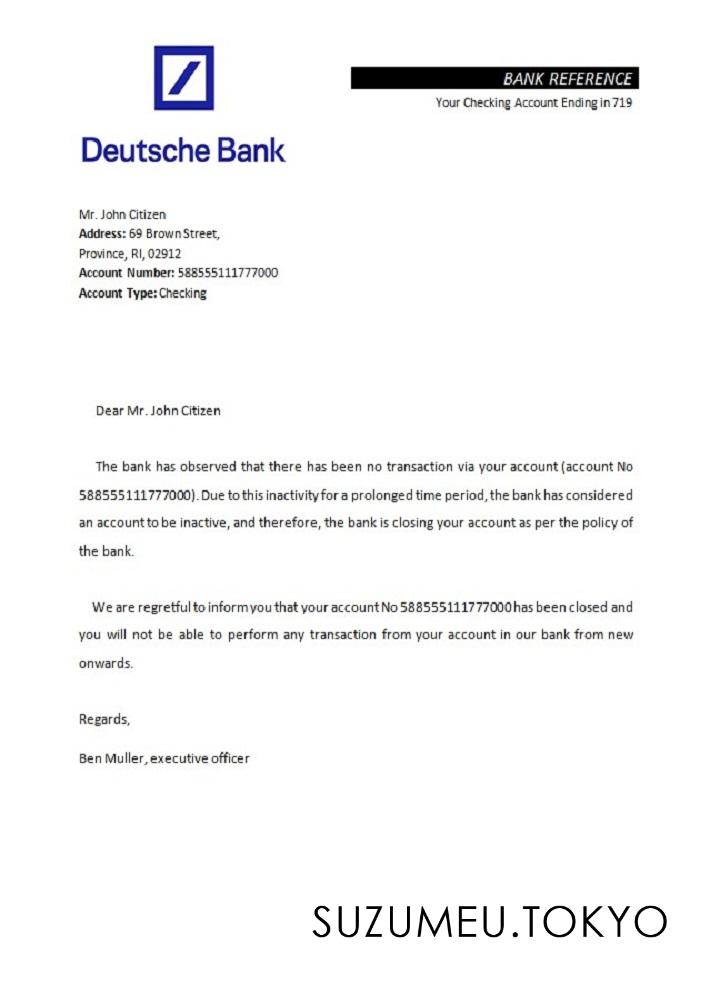 BANK REFERENCE
Your Checking Account Ending in 719
Deutsche Bank
Mr. John Citizen
Address: 69 Brown Street,
Province, RI, 02912
Account Number: 588555111777000
Account Type: Checking
Dear Mr. John Citizen
The bank has observed that there has been no transaction via your account (account No
588555111777000). Due to this inactivity for a prolonged time period, the bank has considered
an account to be inactive, and therefore, the bank is closing your account as per the policy of
the bank.
We are regretful to inform you that your account No 588555111777000 has been closed and
you will not be able to perform any transaction from your account in our bank from new
onwards.
Regards,
Ben Muller, executive officer
SUZUMEU.TOKYO